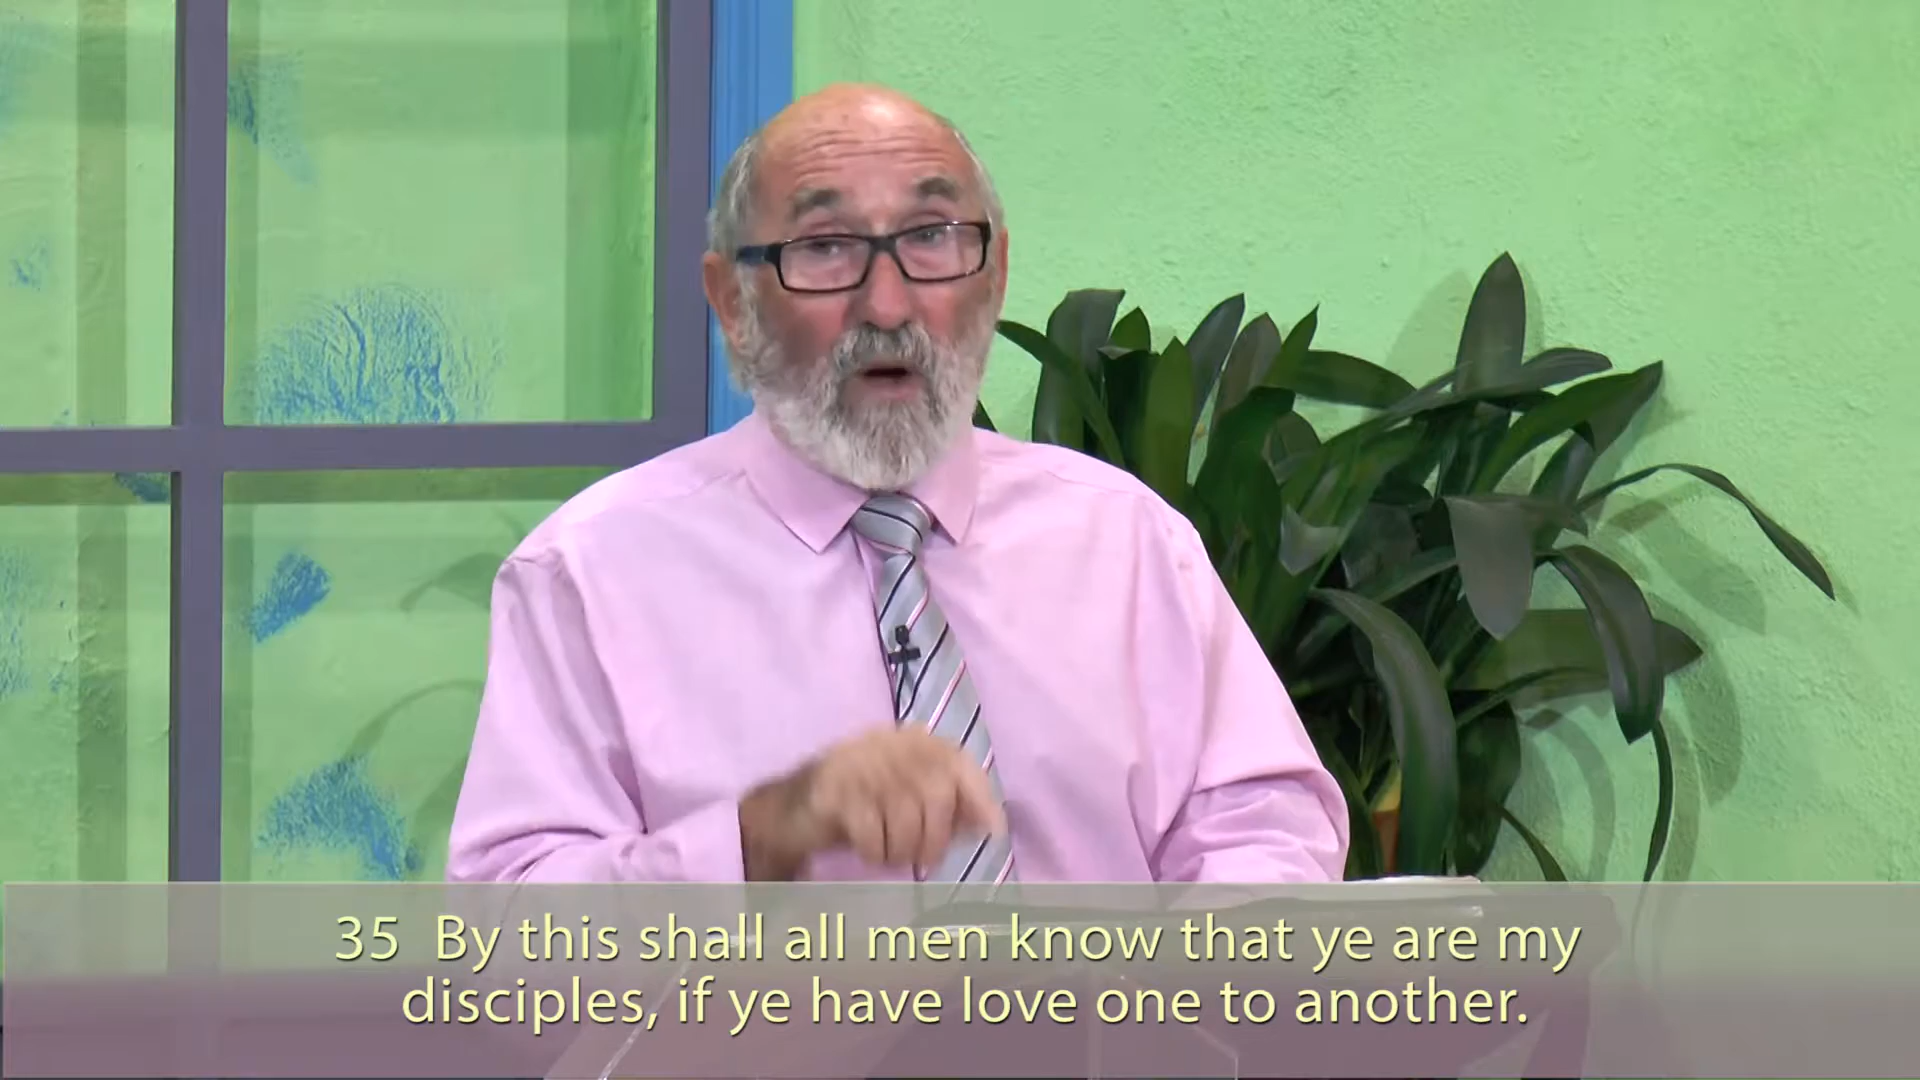 35 By this shall all men know that ye are my
disciples, if ye have love one to another.